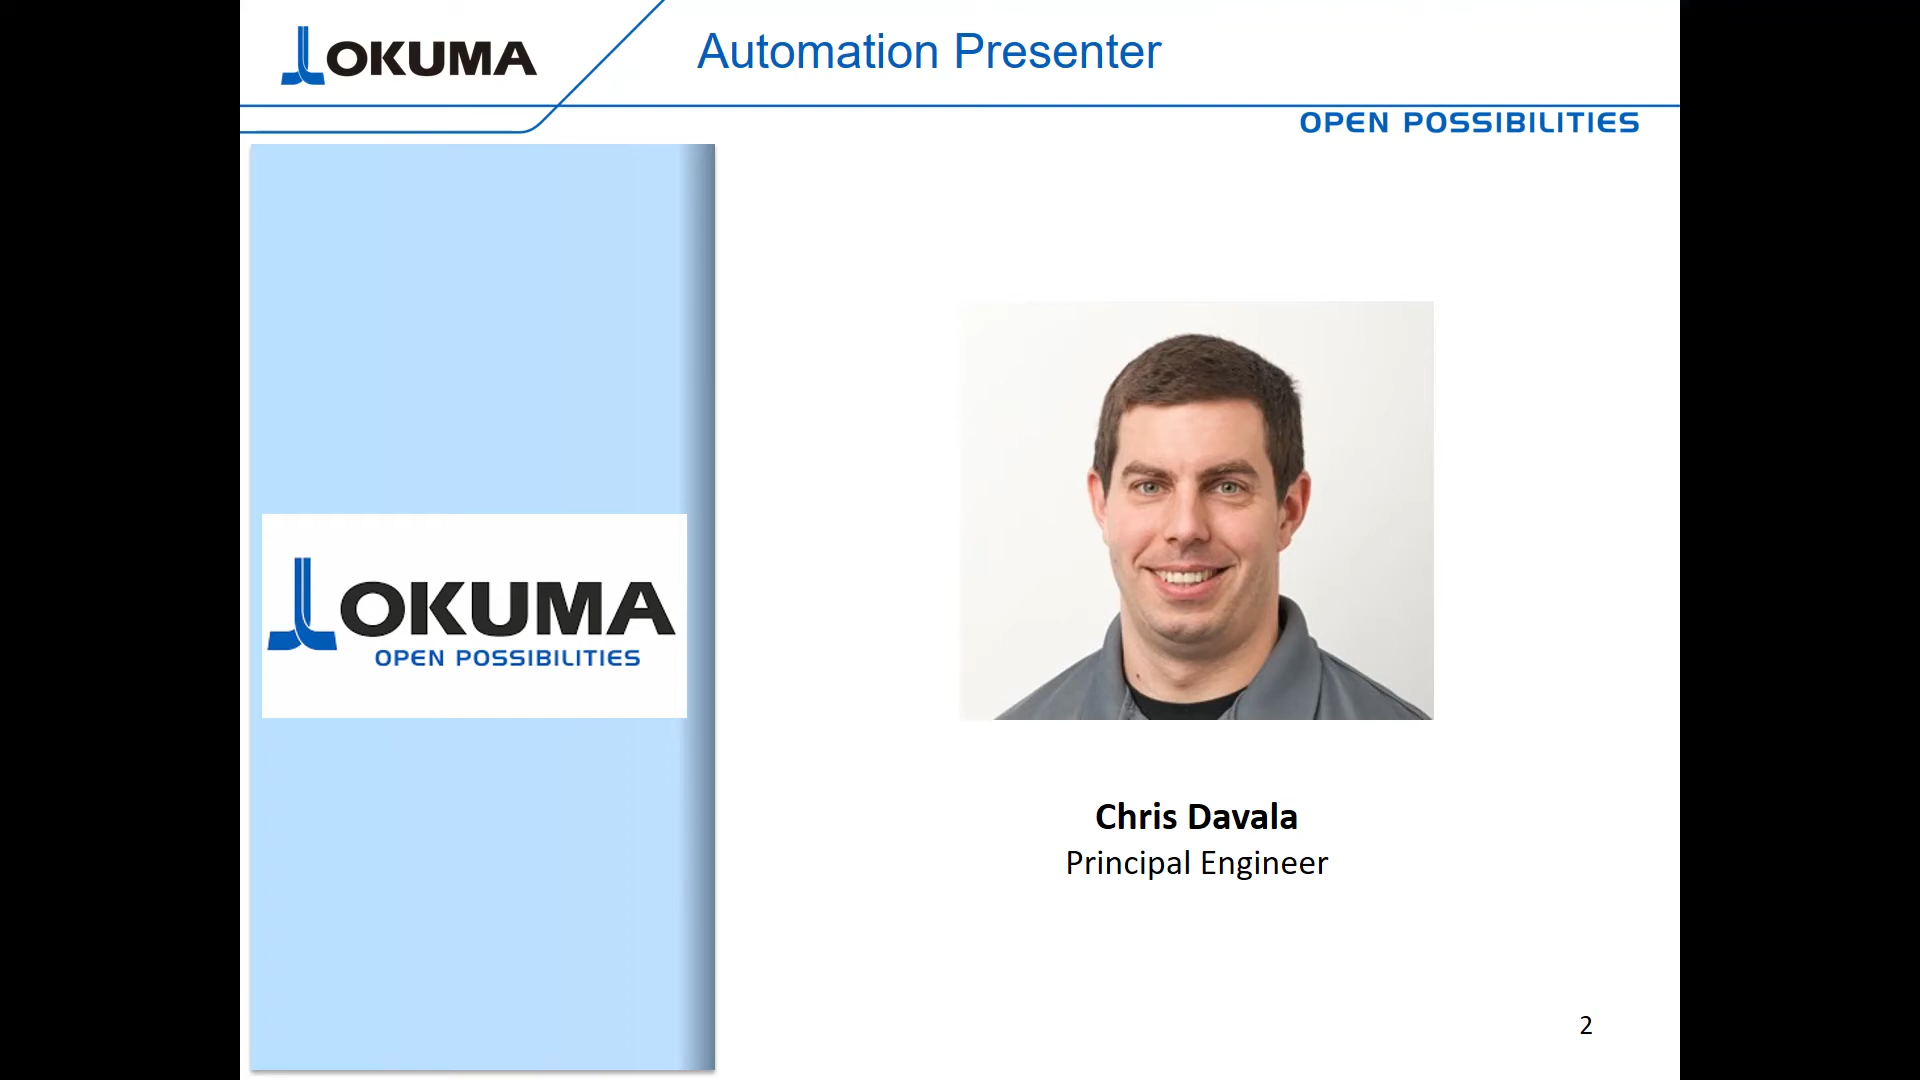 OKUMA
Automation Presenter
OPEN POSSIBILITIES
OKUMA
OPEN POSSIBILITIES
Chris Davala
Principal Engineer
2